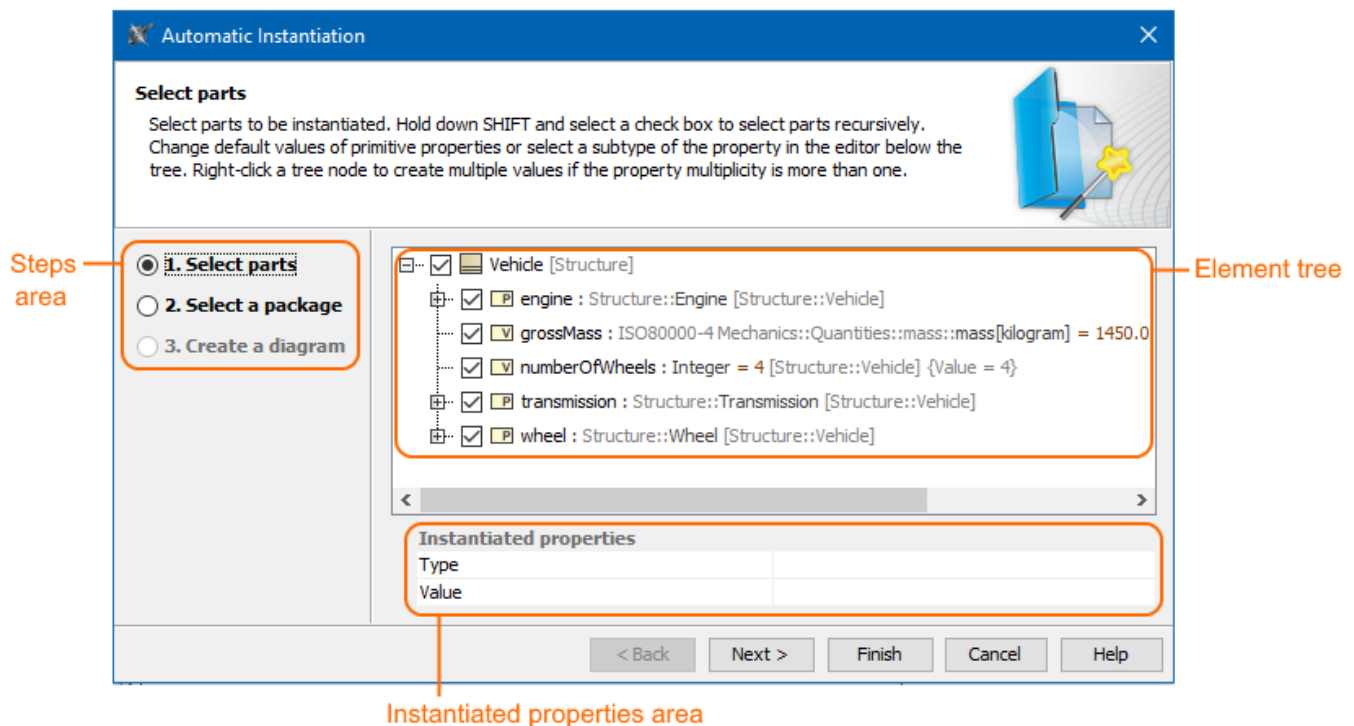 Automatic Instantiation
Select parts
Select parts to be instantiated. Hold down SHIFT and select a check box to select parts recursively.
Change default values of primitive properties or select a subtype of the property in the editor below the
tree. Right-click a tree node to create multiple values if the property multiplicity is more than one.
Steps
area
1. Select parts
2. Select a package
3. Create a diagram
Vehicle [Structure]
engine : Structure::Engine [Structure::Vehicle]
grossMass : ISO80000-4 Mechanics::Quantities::mass::mass[kilogram] = 1450.0
numberOfWheels : Integer = 4 [Structure::Vehicle] {Value = 4}
transmission : Structure::Transmission [Structure::Vehicle]
wheel : Structure::Wheel [Structure::Vehicle]
Element tree
Instantiated properties
Type
Value
< Back Next > Finish Cancel Help
Instantiated properties area